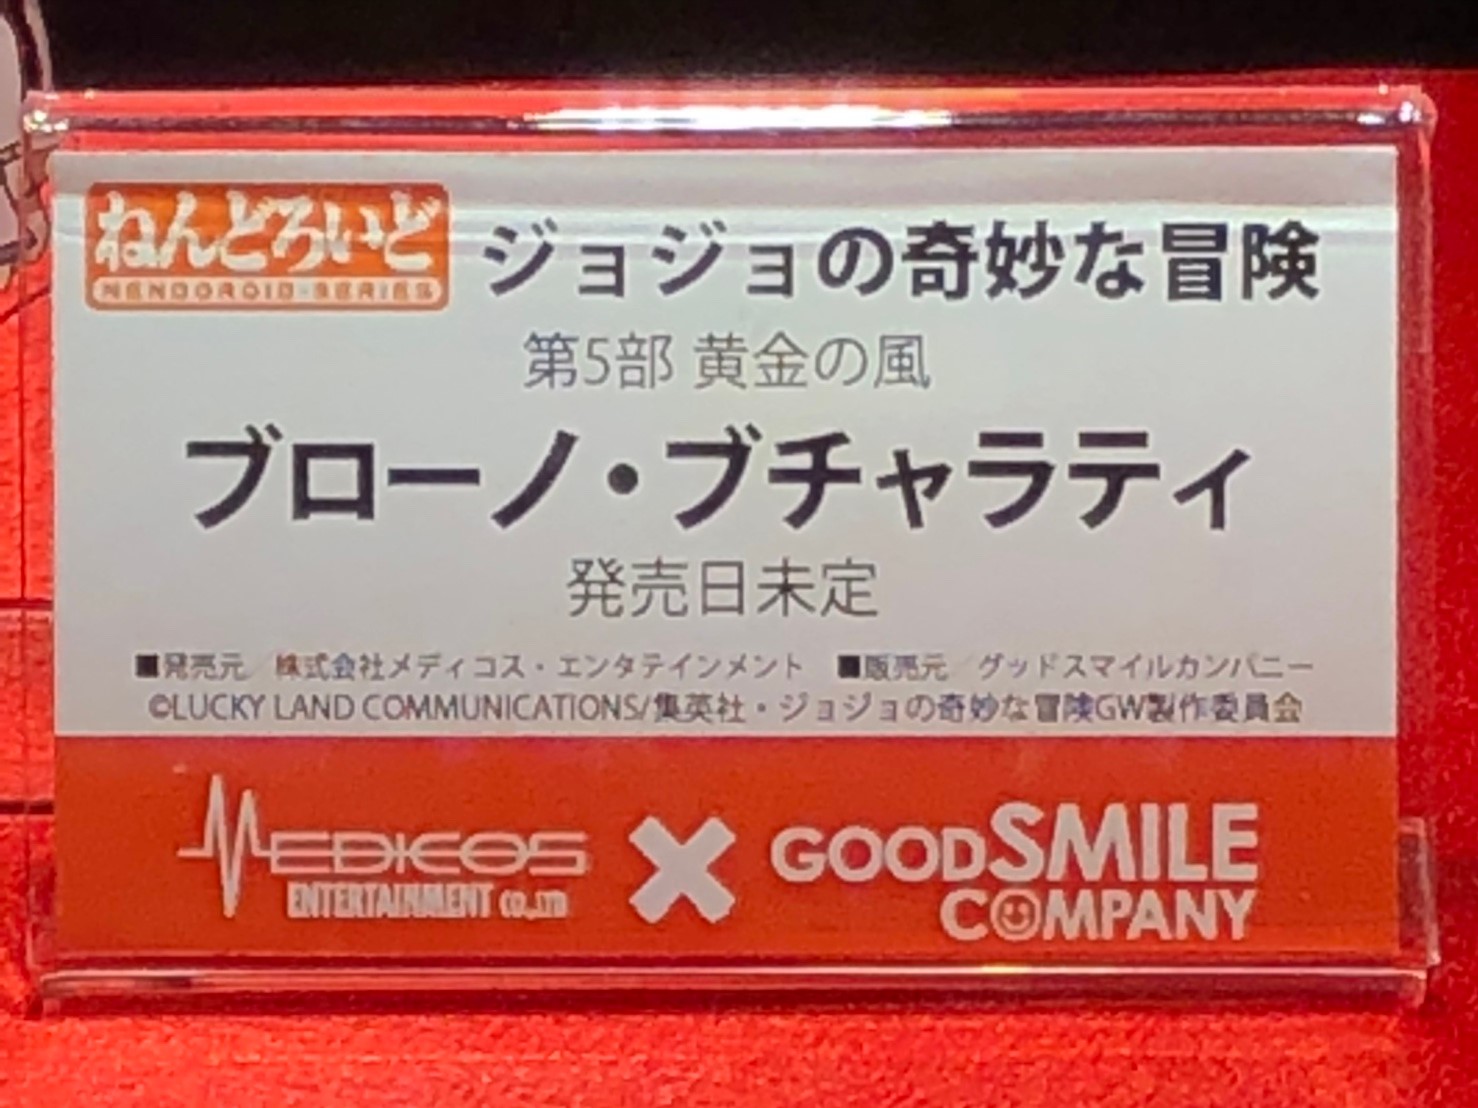 ねんどろいど
NENDOROID SERIES
ジョジョの奇妙な冒険
第5部 黄金の風
ブローノ・ブチャラティ
発売日未定
■発売元／株式会社メディコス・エンタテインメント ■販売元／グッドスマイルカンパニー
©LUCKY LAND COMMUNICATIONS/集英社・ジョジョの奇妙な冒険GW製作委員会
MEDICOS
ENTERTAINMENT CO.,LTD
×
GOODSMILE
COMPANY